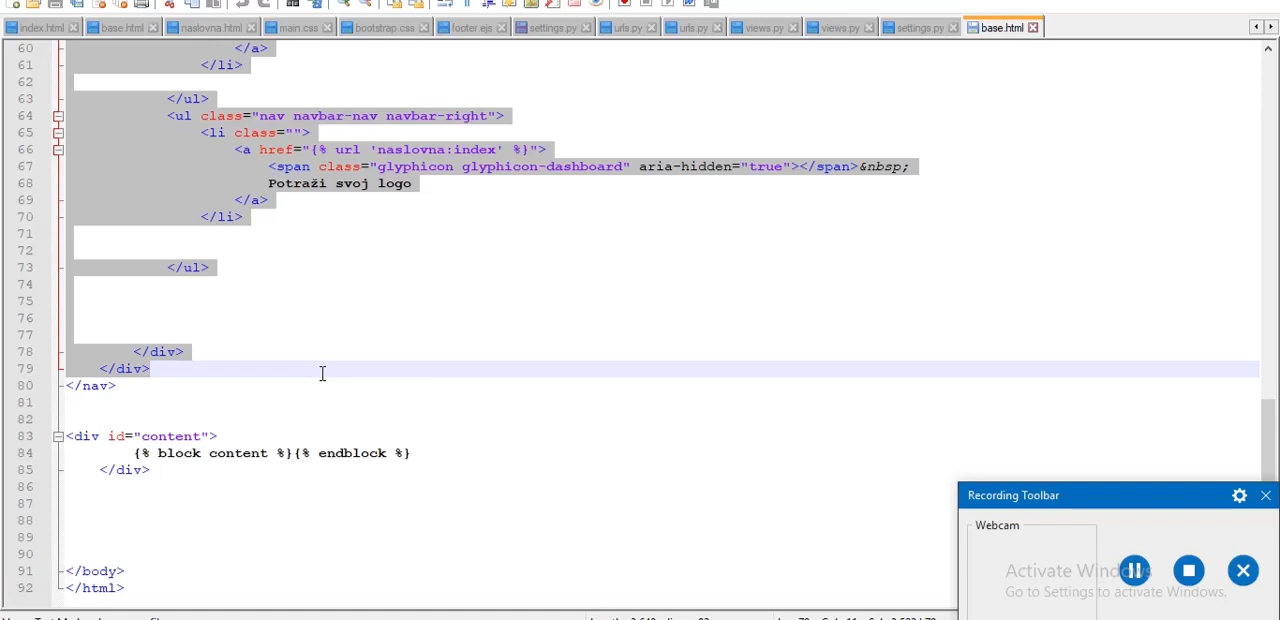 index.html base.html naslovna.html main.css bootstrap.css footer.ejs settings.py urls.py urls.py views.py views.py settings.py base.html
60 </a>
61 </li>
62
63 </ul>
64 <ul class="nav navbar-nav navbar-right">
65 <li class="">
66 <a href="{% url 'naslovna:index' %}">
67 <span class="glyphicon glyphicon-dashboard" aria-hidden="true"></span>&nbsp;
68 Potraži svoj logo
69 </a>
70 </li>
71
72
73 </ul>
74
75
76
77
78 </div>
79 </div>
80 </nav>
81
82
83 <div id="content">
84 {% block content %}{% endblock %}
85 </div>
86
87
88
89
90
91 </body>
92 </html>
Recording Toolbar
Webcam
Activate Windows
Go to Settings to activate Windows.